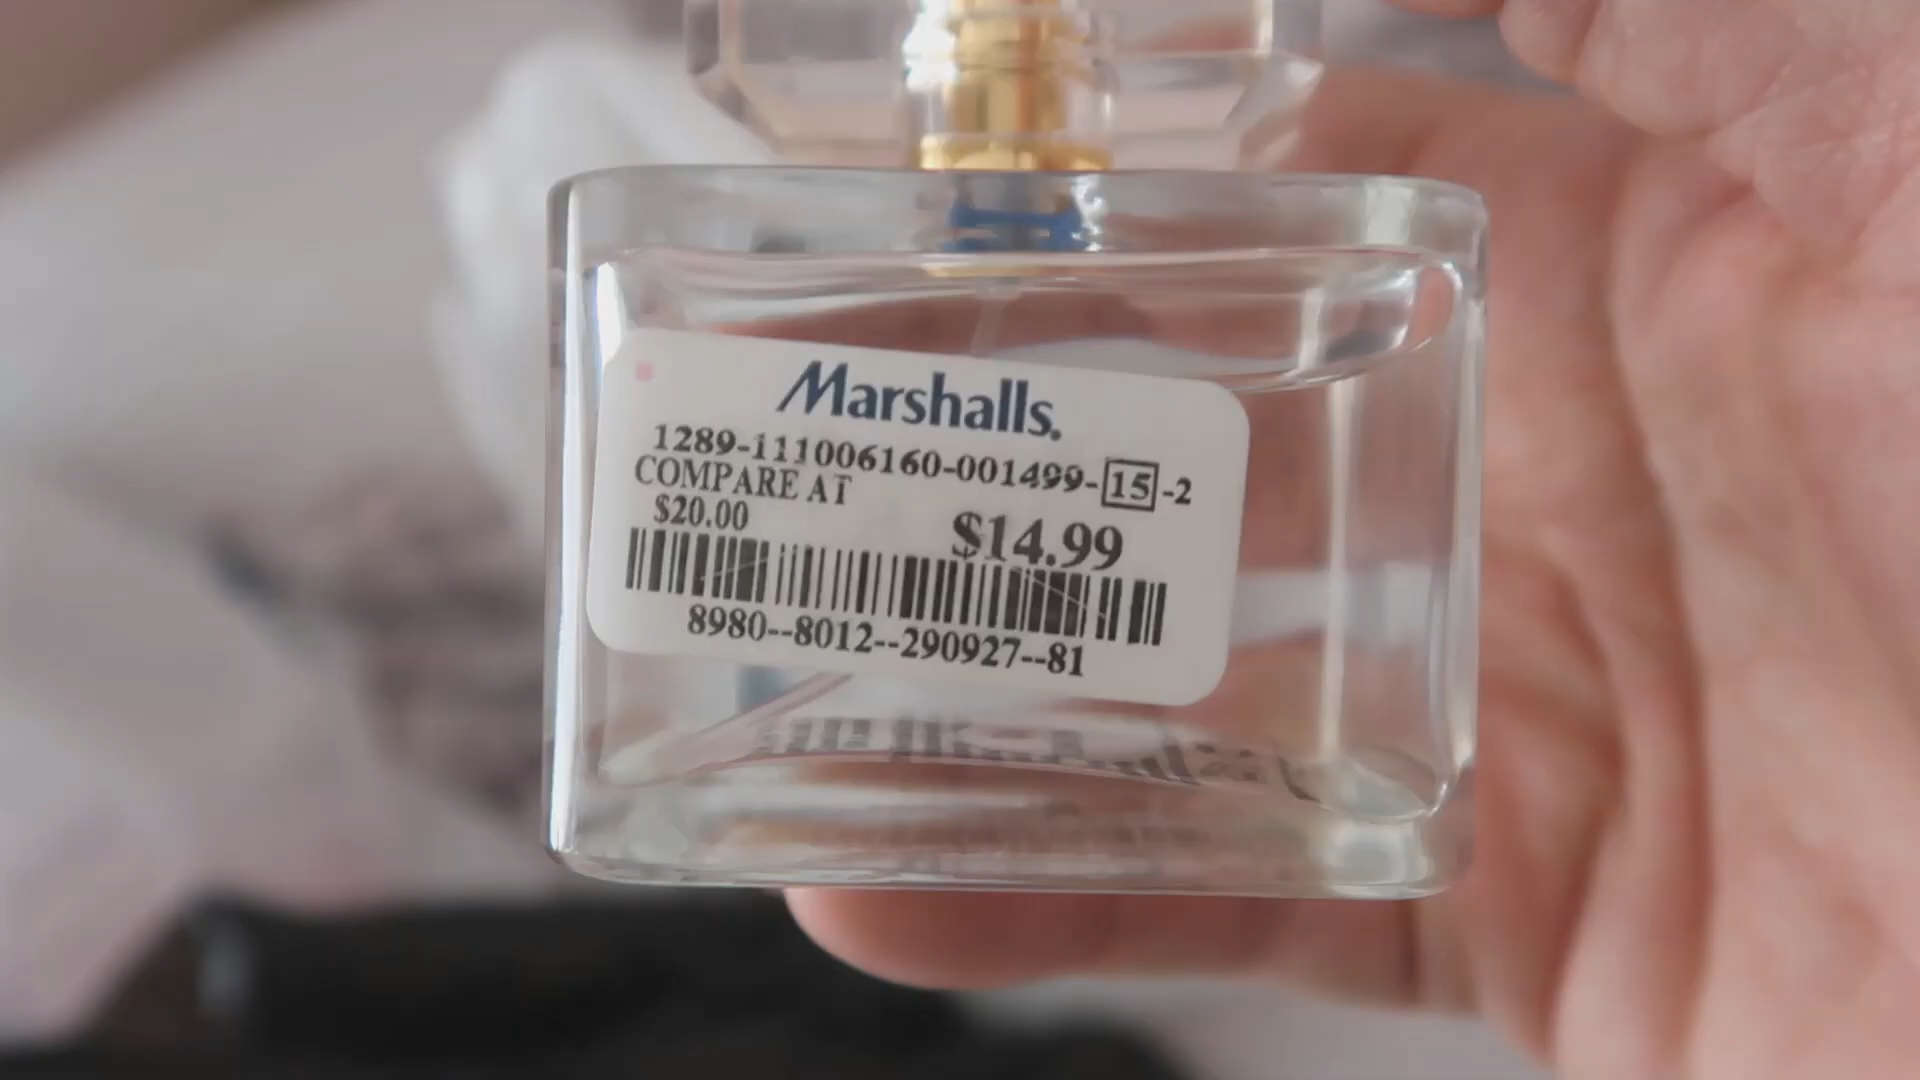 Marshalls.
1289-111006160-001499-15-2
COMPARE AT
$20.00
$14.99
8980--8012--290927--81